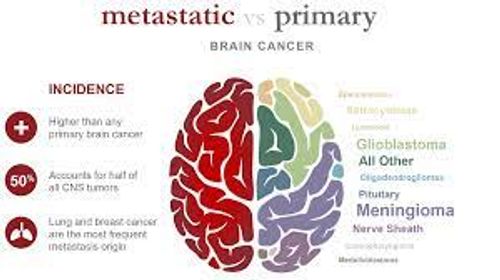 metastatic vs primary
BRAIN CANCER
INCIDENCE
Higher than any
primary brain cancer
50%
Accounts for half of
all CNS tumors
Lung and breast cancer
are the most frequent
metastasis origin
Glioblastoma
All Other
Oligodendrogliomas
Pituitary
Meningioma
Nerve Sheath